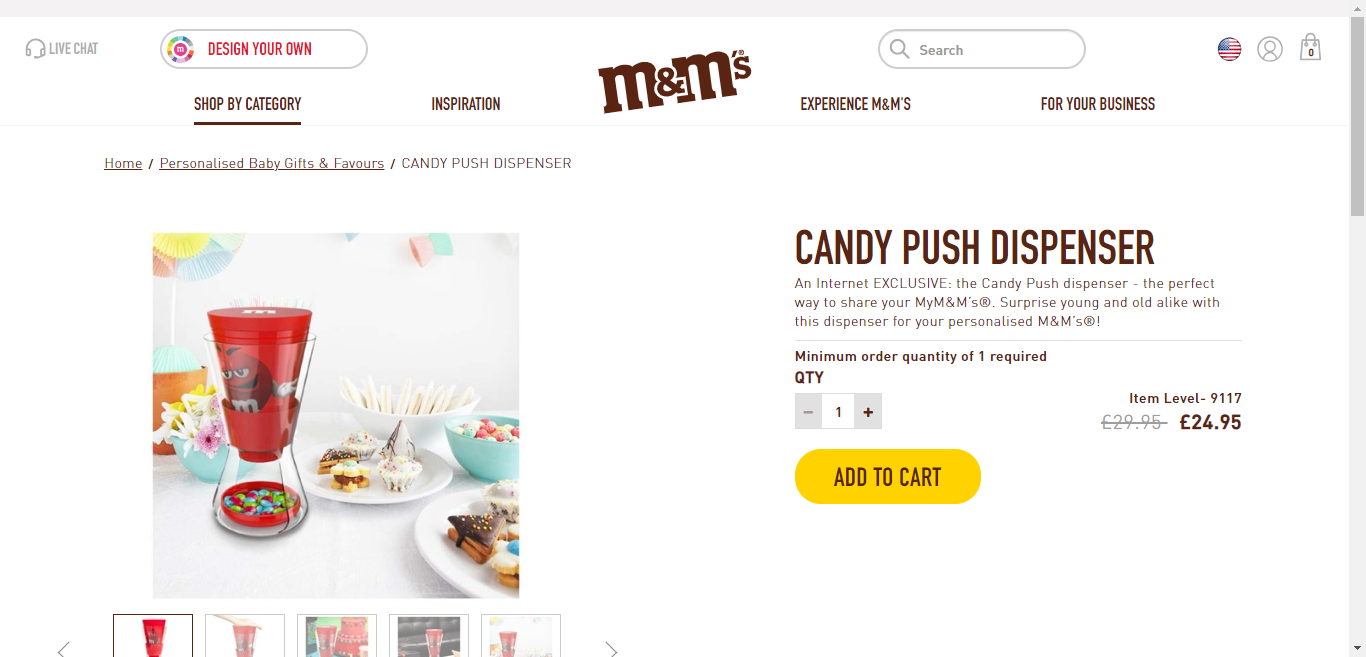 LIVE CHAT
DESIGN YOUR OWN
m&m's®
Search
0
SHOP BY CATEGORY
INSPIRATION
EXPERIENCE M&M'S
FOR YOUR BUSINESS
Home / Personalised Baby Gifts & Favours / CANDY PUSH DISPENSER
CANDY PUSH DISPENSER
An Internet EXCLUSIVE: the Candy Push dispenser - the perfect
way to share your MyM&M's®. Surprise young and old alike with
this dispenser for your personalised M&M's®!
Minimum order quantity of 1 required
QTY
− 1 +
Item Level- 9117
£29.95 £24.95
ADD TO CART
m
m